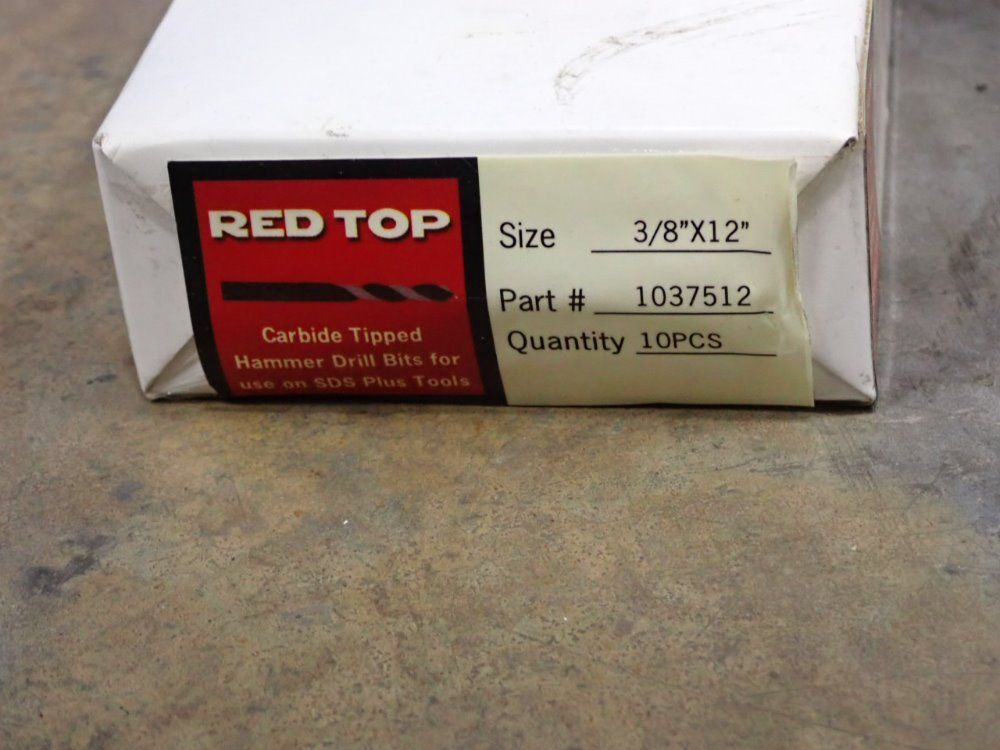 RED TOP
Carbide Tipped
Hammer Drill Bits for
use on SDS Plus Tools
Size 3/8"X12"
Part # 1037512
Quantity 10PCS